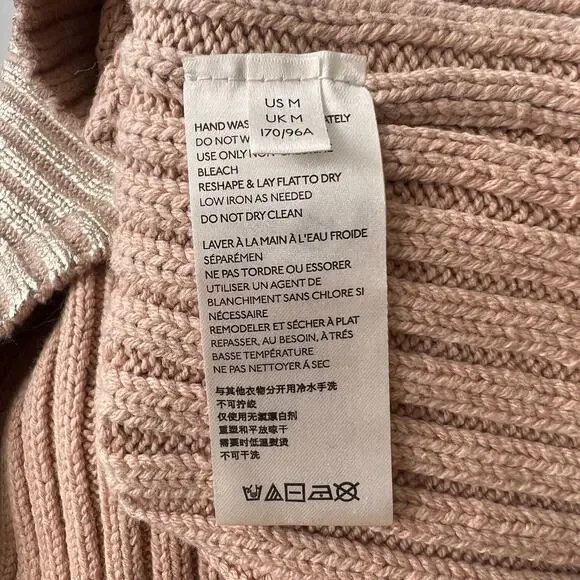 US M
UK M
170/96A
HAND WAS ATELY
DO NOT W
USE ONLY
BLEACH
RESHAPE & LAY FLAT TO DRY
LOW IRON AS NEEDED
DO NOT DRY CLEAN
LAVER À LA MAIN À L'EAU FROIDE
SÉPARÉMEN
NE PAS TORDRE OU ESSORER
UTILISER UN AGENT DE
BLANCHIMENT SANS CHLORE SI
NÉCESSAIRE
REMODELER ET SÉCHER À PLAT
REPASSER, AU BESOIN, À TRÉS
BASSE TEMPÉRATURE
NE PAS NETTOYER Á SEC
与其他衣物分开用冷水手洗
不可拧绞
仅使用无氯漂白剂
重塑和平放晾干
需要时低温熨烫
不可干洗